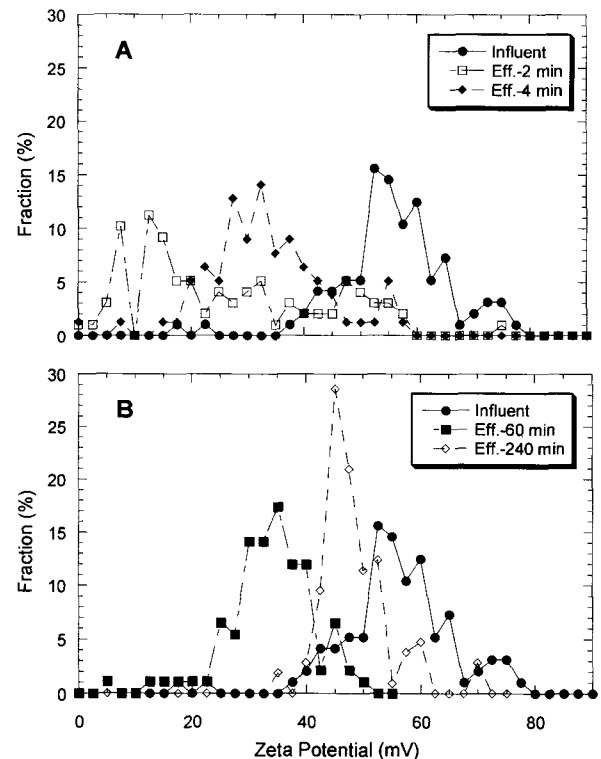 30
A
Influent
Eff.-2 min
Eff.-4 min
25
20
15
10
5
0
Fraction (%)
30
B
Influent
Eff.-60 min
Eff.-240 min
25
20
15
10
5
0
Fraction (%)
0 20 40 60 80
Zeta Potential (mV)